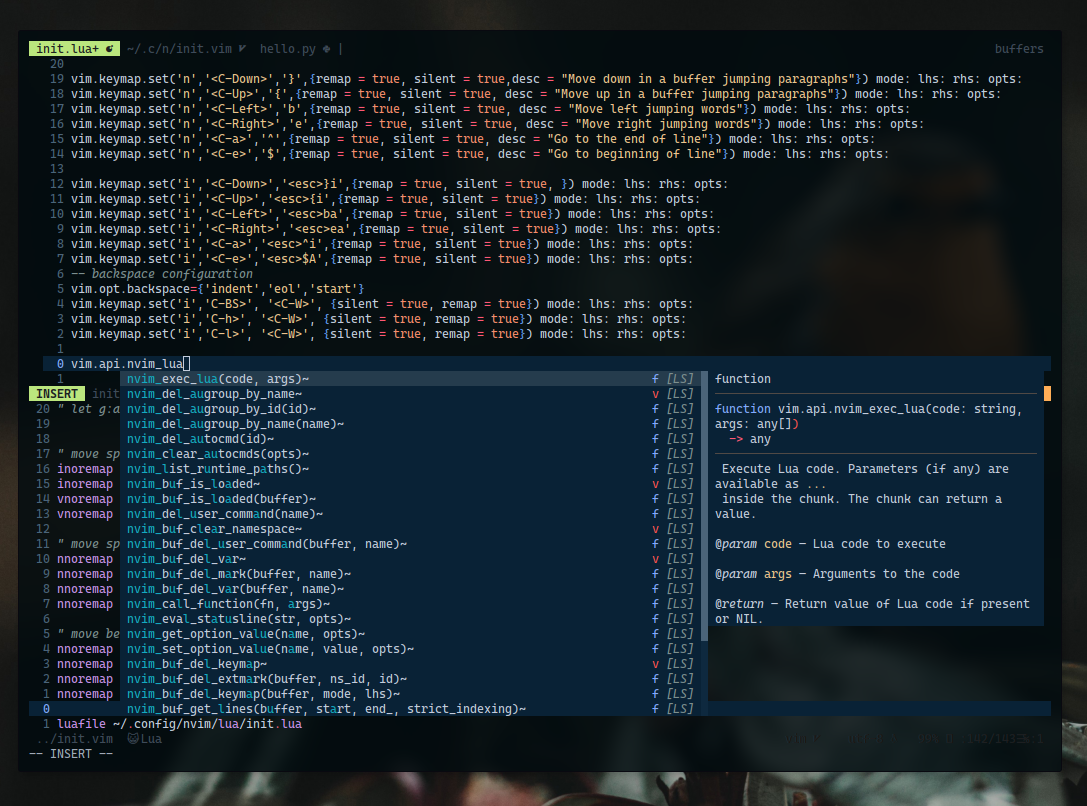 init.lua+ ~/.c/n/init.vim hello.py | buffers
20
19 vim.keymap.set('n','<C-Down>','}',{remap = true, silent = true,desc = "Move down in a buffer jumping paragraphs"}) mode: lhs: rhs: opts:
18 vim.keymap.set('n','<C-Up>','{',{remap = true, silent = true, desc = "Move up in a buffer jumping paragraphs"}) mode: lhs: rhs: opts:
17 vim.keymap.set('n','<C-Left>','b',{remap = true, silent = true, desc = "Move left jumping words"}) mode: lhs: rhs: opts:
16 vim.keymap.set('n','<C-Right>','e',{remap = true, silent = true, desc = "Move right jumping words"}) mode: lhs: rhs: opts:
15 vim.keymap.set('n','<C-a>','^',{remap = true, silent = true, desc = "Go to the end of line"}) mode: lhs: rhs: opts:
14 vim.keymap.set('n','<C-e>','$',{remap = true, silent = true, desc = "Go to beginning of line"}) mode: lhs: rhs: opts:
13
12 vim.keymap.set('i','<C-Down>','<esc>}i',{remap = true, silent = true, }) mode: lhs: rhs: opts:
11 vim.keymap.set('i','<C-Up>','<esc>{i',{remap = true, silent = true}) mode: lhs: rhs: opts:
10 vim.keymap.set('i','<C-Left>','<esc>ba',{remap = true, silent = true}) mode: lhs: rhs: opts:
9 vim.keymap.set('i','<C-Right>','<esc>ea',{remap = true, silent = true}) mode: lhs: rhs: opts:
8 vim.keymap.set('i','<C-a>','<esc>^i',{remap = true, silent = true}) mode: lhs: rhs: opts:
7 vim.keymap.set('i','<C-e>','<esc>$A',{remap = true, silent = true}) mode: lhs: rhs: opts:
6 -- backspace configuration
5 vim.opt.backspace={'indent','eol','start'}
4 vim.keymap.set('i','C-BS>', '<C-W>', {silent = true, remap = true}) mode: lhs: rhs: opts:
3 vim.keymap.set('i','C-h>', '<C-W>', {silent = true, remap = true}) mode: lhs: rhs: opts:
2 vim.keymap.set('i','C-l>', '<C-W>', {silent = true, remap = true}) mode: lhs: rhs: opts:
1
0 vim.api.nvim_lua
1 nvim_exec_lua(code, args)~ f [LS] function
INSERT init nvim_del_augroup_by_name~ v [LS]
20 " let g:a nvim_del_augroup_by_id(id)~ f [LS] function vim.api.nvim_exec_lua(code: string,
19 nvim_del_augroup_by_name(name)~ f [LS] args: any[])
18 nvim_del_autocmd(id)~ f [LS] -> any
17 " move sp nvim_clear_autocmds(opts)~ f [LS]
16 inoremap nvim_list_runtime_paths()~ f [LS] Execute Lua code. Parameters (if any) are
15 inoremap nvim_buf_is_loaded~ v [LS] available as ...
14 vnoremap nvim_buf_is_loaded(buffer)~ f [LS] inside the chunk. The chunk can return a
13 vnoremap nvim_del_user_command(name)~ f [LS] value.
12 nvim_buf_clear_namespace~ v [LS]
11 " move sp nvim_buf_del_user_command(buffer, name)~ f [LS] @param code — Lua code to execute
10 nnoremap nvim_buf_del_var~ v [LS]
9 nnoremap nvim_buf_del_mark(buffer, name)~ f [LS] @param args — Arguments to the code
8 nnoremap nvim_buf_del_var(buffer, name)~ f [LS]
7 nnoremap nvim_call_function(fn, args)~ f [LS] @return — Return value of Lua code if present
6 nvim_eval_statusline(str, opts)~ f [LS] or NIL.
5 " move be nvim_get_option_value(name, opts)~ f [LS]
4 nnoremap nvim_set_option_value(name, value, opts)~ f [LS]
3 nnoremap nvim_buf_del_keymap~ v [LS]
2 nnoremap nvim_buf_del_extmark(buffer, ns_id, id)~ f [LS]
1 nnoremap nvim_buf_del_keymap(buffer, mode, lhs)~ f [LS]
0 nvim_buf_get_lines(buffer, start, end_, strict_indexing)~ f [LS]
1 luafile ~/.config/nvim/lua/init.lua
../init.vim Lua
-- INSERT --